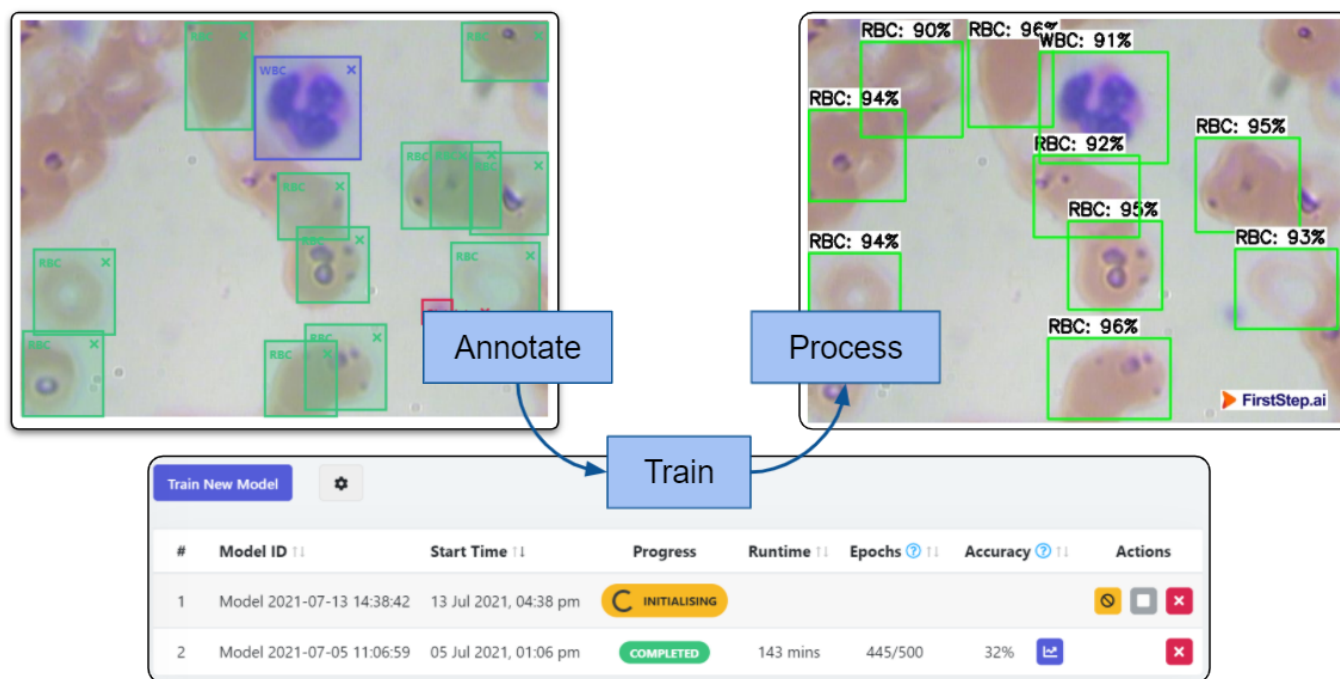 RBC ×
RBC ×
WBC ×
RBC
RBC ×
RBC ×
RBC ×
RBC ×
RBC ×
RBC ×
RBC ×
RBC ×
RBC ×
RBC: 90%
RBC: 96%
WBC: 91%
RBC: 94%
RBC: 95%
RBC: 92%
RBC: 95%
RBC: 94%
RBC: 93%
RBC: 96%
FirstStep.ai
Annotate
Process
Train
Train New Model
# Model ID Start Time Progress Runtime Epochs ? Accuracy ? Actions
1 Model 2021-07-13 14:38:42 13 Jul 2021, 04:38 pm INITIALISING
2 Model 2021-07-05 11:06:59 05 Jul 2021, 01:06 pm COMPLETED 143 mins 445/500 32%